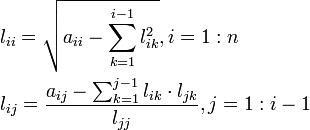 l_{ii} = \sqrt{a_{ii} - \sum_{k=1}^{i-1} l_{ik}^2}, i = 1 : n
l_{ij} = \frac{a_{ij} - \sum_{k=1}^{j-1} l_{ik} \cdot l_{jk}}{l_{jj}}, j = 1 : i - 1